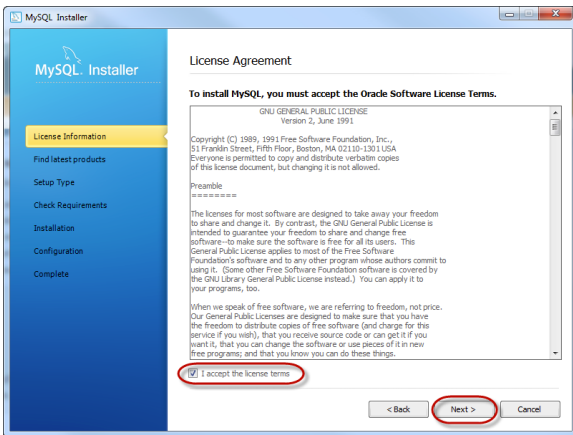 MySQL Installer
MySQL. Installer
License Information
Find latest products
Setup Type
Check Requirements
Installation
Configuration
Complete
License Agreement
To install MySQL, you must accept the Oracle Software License Terms.
GNU GENERAL PUBLIC LICENSE
Version 2, June 1991
Copyright (C) 1989, 1991 Free Software Foundation, Inc.,
51 Franklin Street, Fifth Floor, Boston, MA 02110-1301 USA
Everyone is permitted to copy and distribute verbatim copies
of this license document, but changing it is not allowed.
Preamble
========
The licenses for most software are designed to take away your freedom
to share and change it. By contrast, the GNU General Public License is
intended to guarantee your freedom to share and change free
software--to make sure the software is free for all its users. This
General Public License applies to most of the Free Software
Foundation's software and to any other program whose authors commit to
using it. (Some other Free Software Foundation software is covered by
the GNU Library General Public License instead.) You can apply it to
your programs, too.
When we speak of free software, we are referring to freedom, not price.
Our General Public Licenses are designed to make sure that you have
the freedom to distribute copies of free software (and charge for this
service if you wish), that you receive source code or can get it if you
want it, that you can change the software or use pieces of it in new
free programs; and that you know you can do these things.
I accept the license terms
< Back
Next >
Cancel